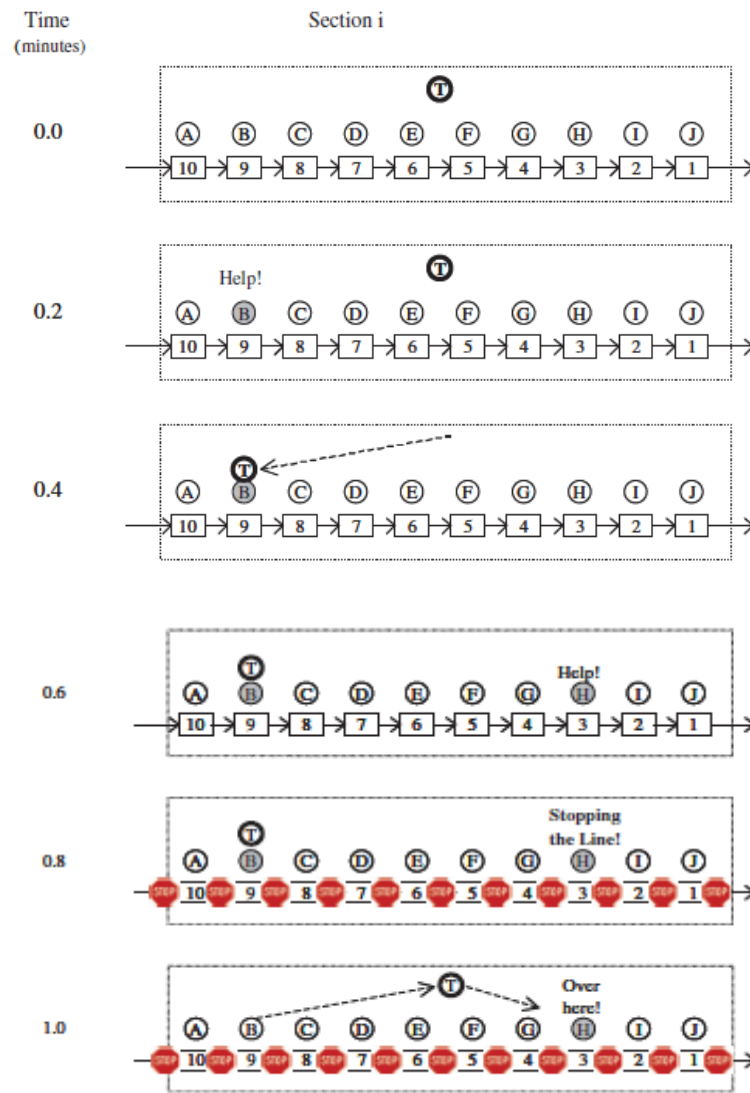 Time
(minutes)
Section i
0.0
T
A B C D E F G H I J
10 9 8 7 6 5 4 3 2 1
0.2
Help!
T
A B C D E F G H I J
10 9 8 7 6 5 4 3 2 1
0.4
T
A B C D E F G H I J
10 9 8 7 6 5 4 3 2 1
0.6
T
Help!
A B C D E F G H I J
10 9 8 7 6 5 4 3 2 1
0.8
T
Stopping
the Line!
A B C D E F G H I J
STOP 10 STOP 9 STOP 8 STOP 7 STOP 6 STOP 5 STOP 4 STOP 3 STOP 2 STOP 1 STOP
1.0
T
Over
here!
A B C D E F G H I J
STOP 10 STOP 9 STOP 8 STOP 7 STOP 6 STOP 5 STOP 4 STOP 3 STOP 2 STOP 1 STOP